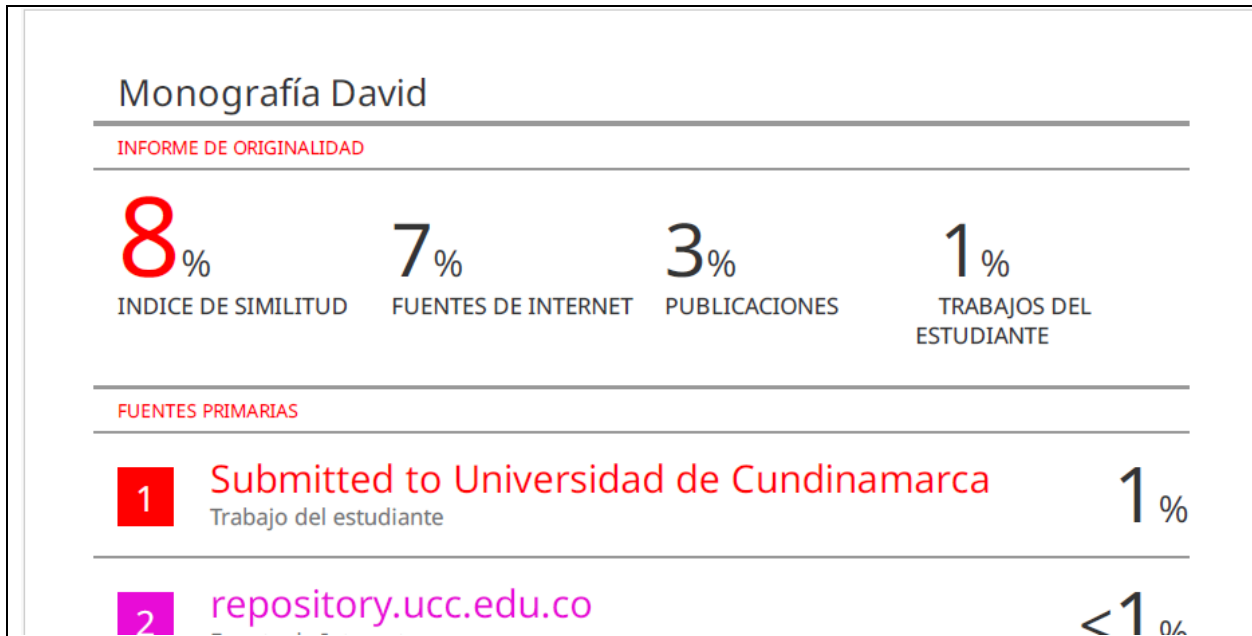 Monografía David
INFORME DE ORIGINALIDAD
8% 7% 3% 1%
INDICE DE SIMILITUD FUENTES DE INTERNET PUBLICACIONES TRABAJOS DEL
ESTUDIANTE
FUENTES PRIMARIAS
1 Submitted to Universidad de Cundinamarca 1%
Trabajo del estudiante
2 repository.ucc.edu.co <1%